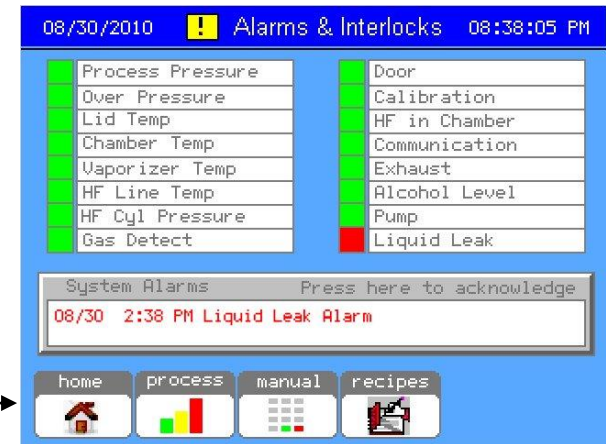 08/30/2010 ! Alarms & Interlocks 08:38:05 PM
Process Pressure
Over Pressure
Lid Temp
Chamber Temp
Vaporizer Temp
HF Line Temp
HF Cyl Pressure
Gas Detect
Door
Calibration
HF in Chamber
Communication
Exhaust
Alcohol Level
Pump
Liquid Leak
System Alarms Press here to acknowledge
08/30 2:38 PM Liquid Leak Alarm
home process manual recipes